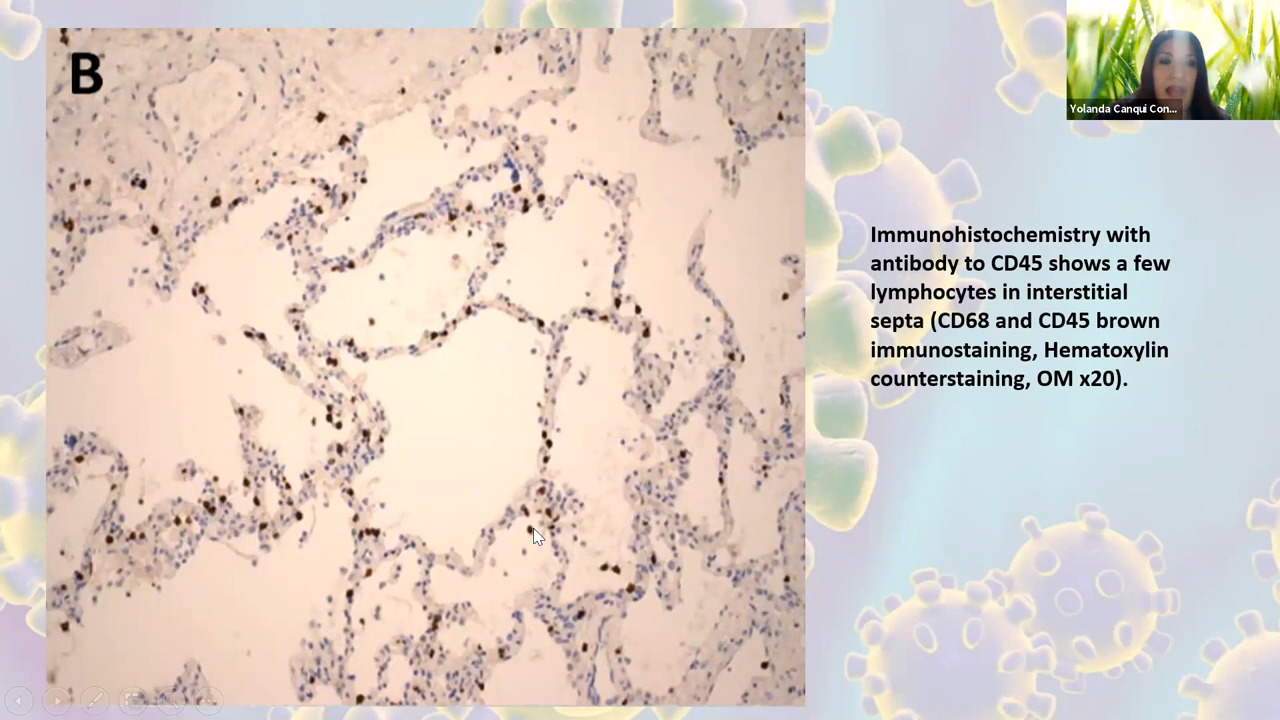 B
Yolanda Canqui Con...
Immunohistochemistry with
antibody to CD45 shows a few
lymphocytes in interstitial
septa (CD68 and CD45 brown
immunostaining, Hematoxylin
counterstaining, OM x20).